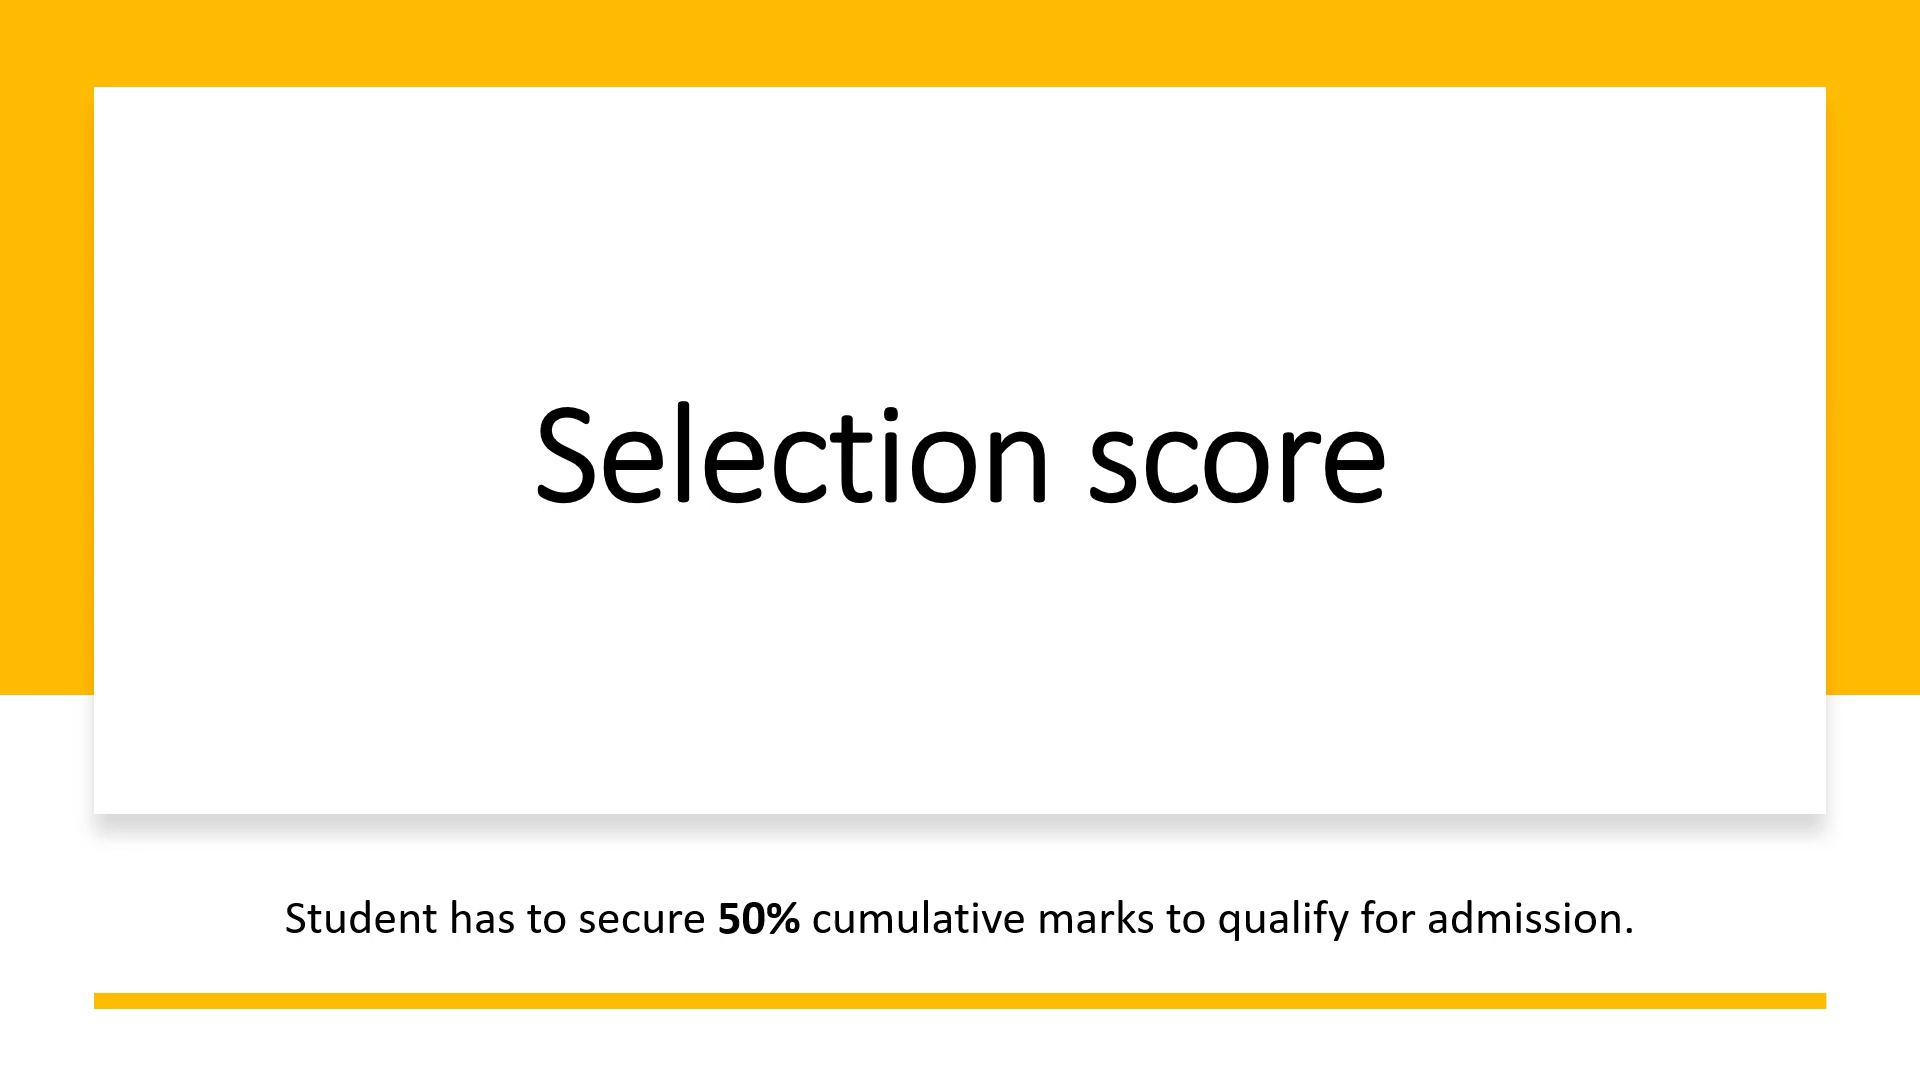 Selection score
Student has to secure 50% cumulative marks to qualify for admission.